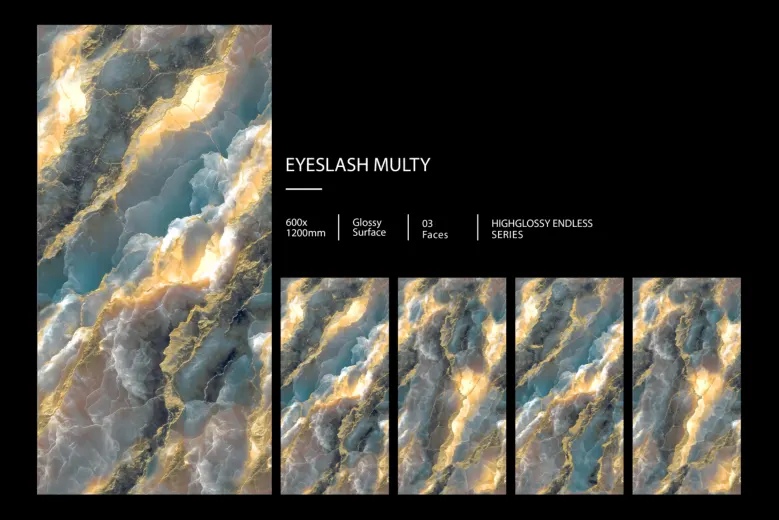 EYESLASH MULTY
600x
1200mm
Glossy
Surface
03
Faces
HIGHGLOSSY ENDLESS
SERIES